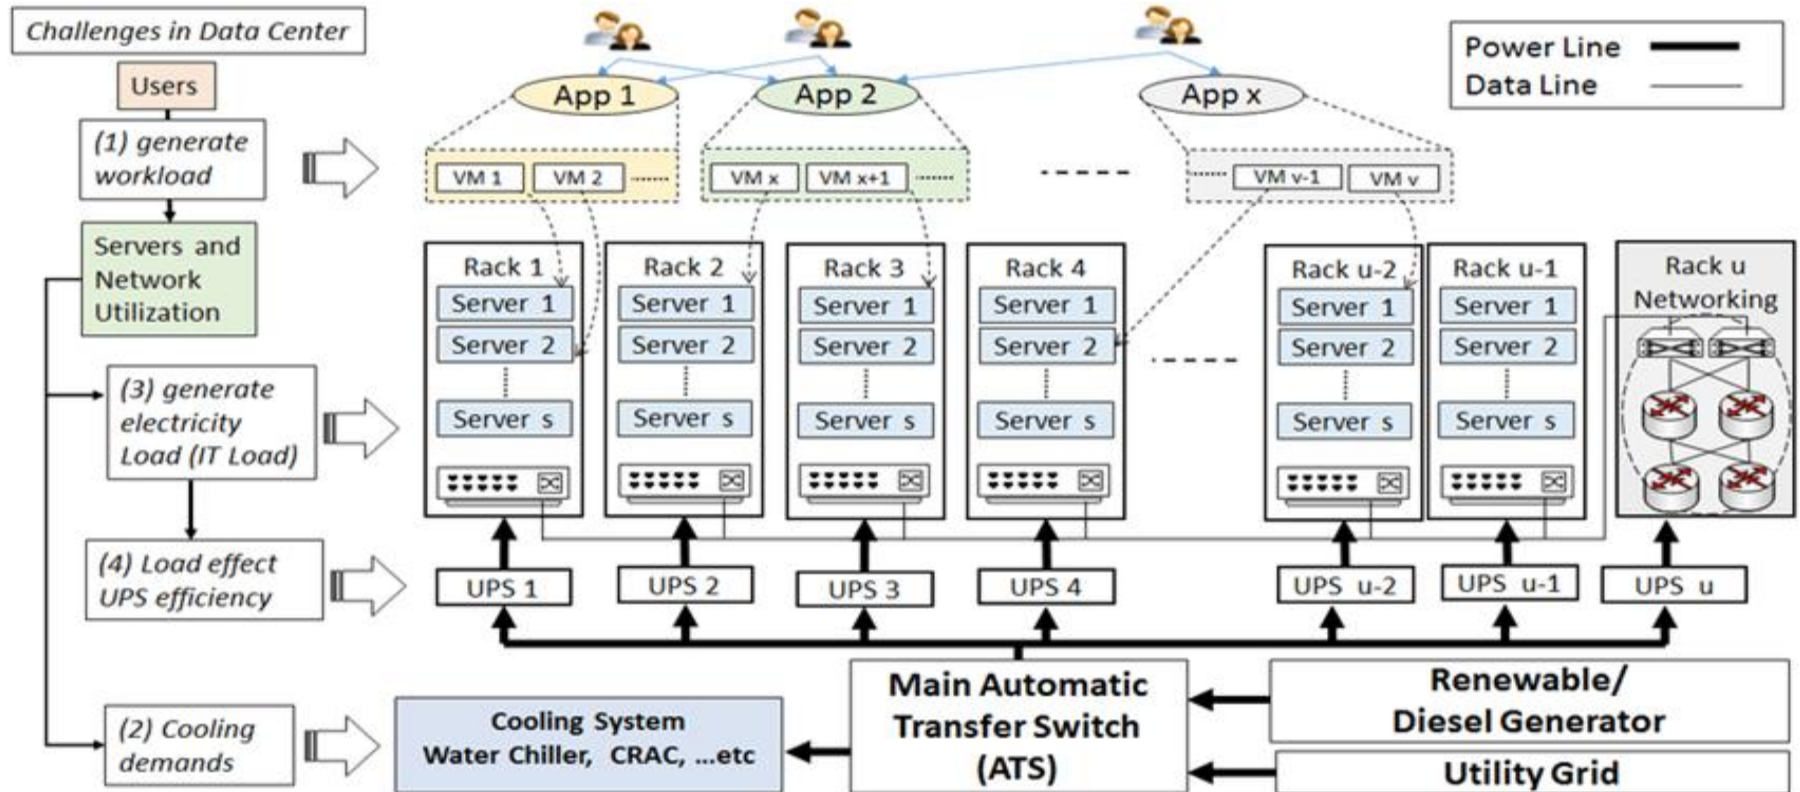 Challenges in Data Center
Users
(1) generate
workload
Servers and
Network
Utilization
(3) generate
electricity
Load (IT Load)
(4) Load effect
UPS efficiency
(2) Cooling
demands
Power Line
Data Line
App 1
App 2
App x
VM 1
VM 2
VM x
VM x+1
VM v-1
VM v
Rack 1
Server 1
Server 2
Server s
Rack 2
Server 1
Server 2
Server s
Rack 3
Server 1
Server 2
Server s
Rack 4
Server 1
Server 2
Server s
Rack u-2
Server 1
Server 2
Server s
Rack u-1
Server 1
Server 2
Server s
Rack u
Networking
UPS 1
UPS 2
UPS 3
UPS 4
UPS u-2
UPS u-1
UPS u
Cooling System
Water Chiller, CRAC, ...etc
Main Automatic
Transfer Switch
(ATS)
Renewable/
Diesel Generator
Utility Grid